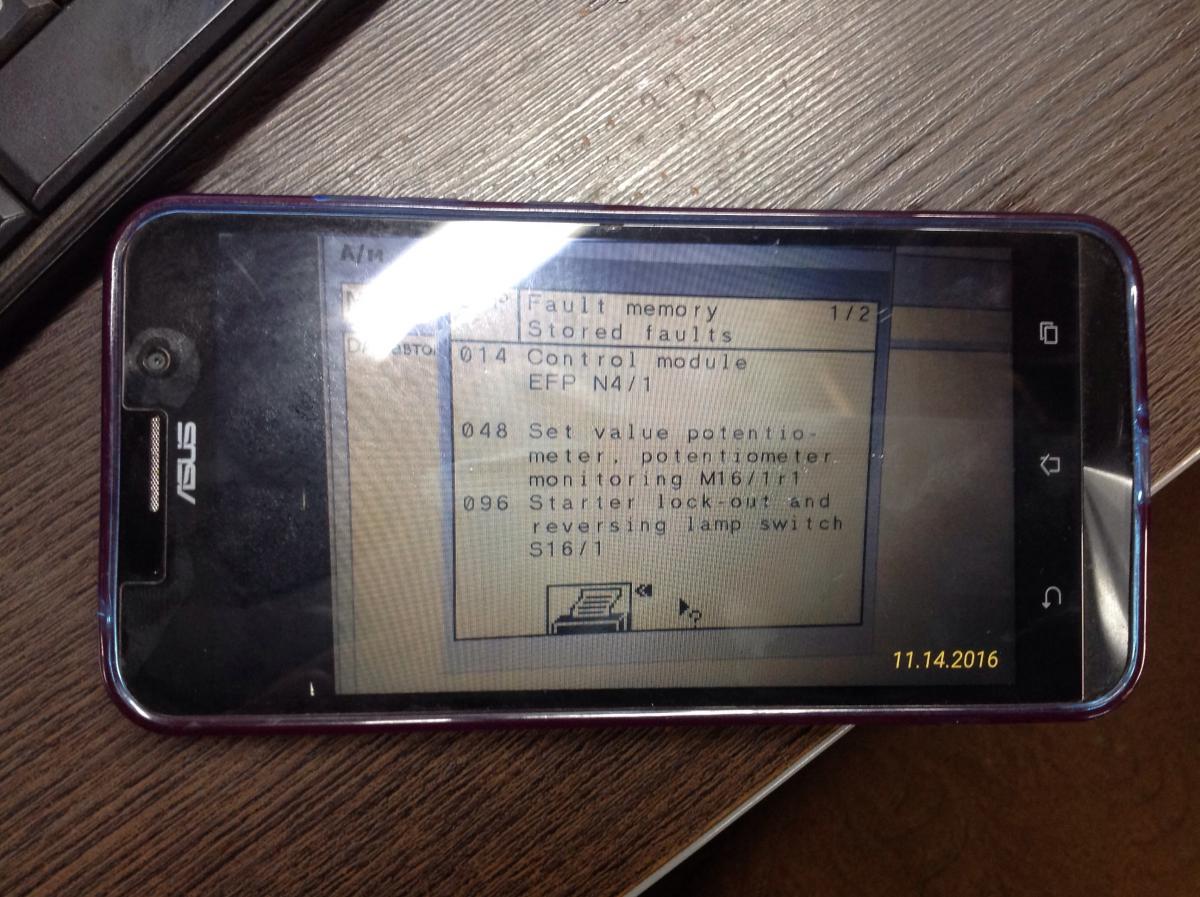 ASUS
А/м
Fault memory 1/2
Stored faults
014 Control module
EFP N4/1
048 Set value potentio-
meter, potentiometer
monitoring M16/1r1
096 Starter lock-out and
reversing lamp switch
S16/1
11.14.2016